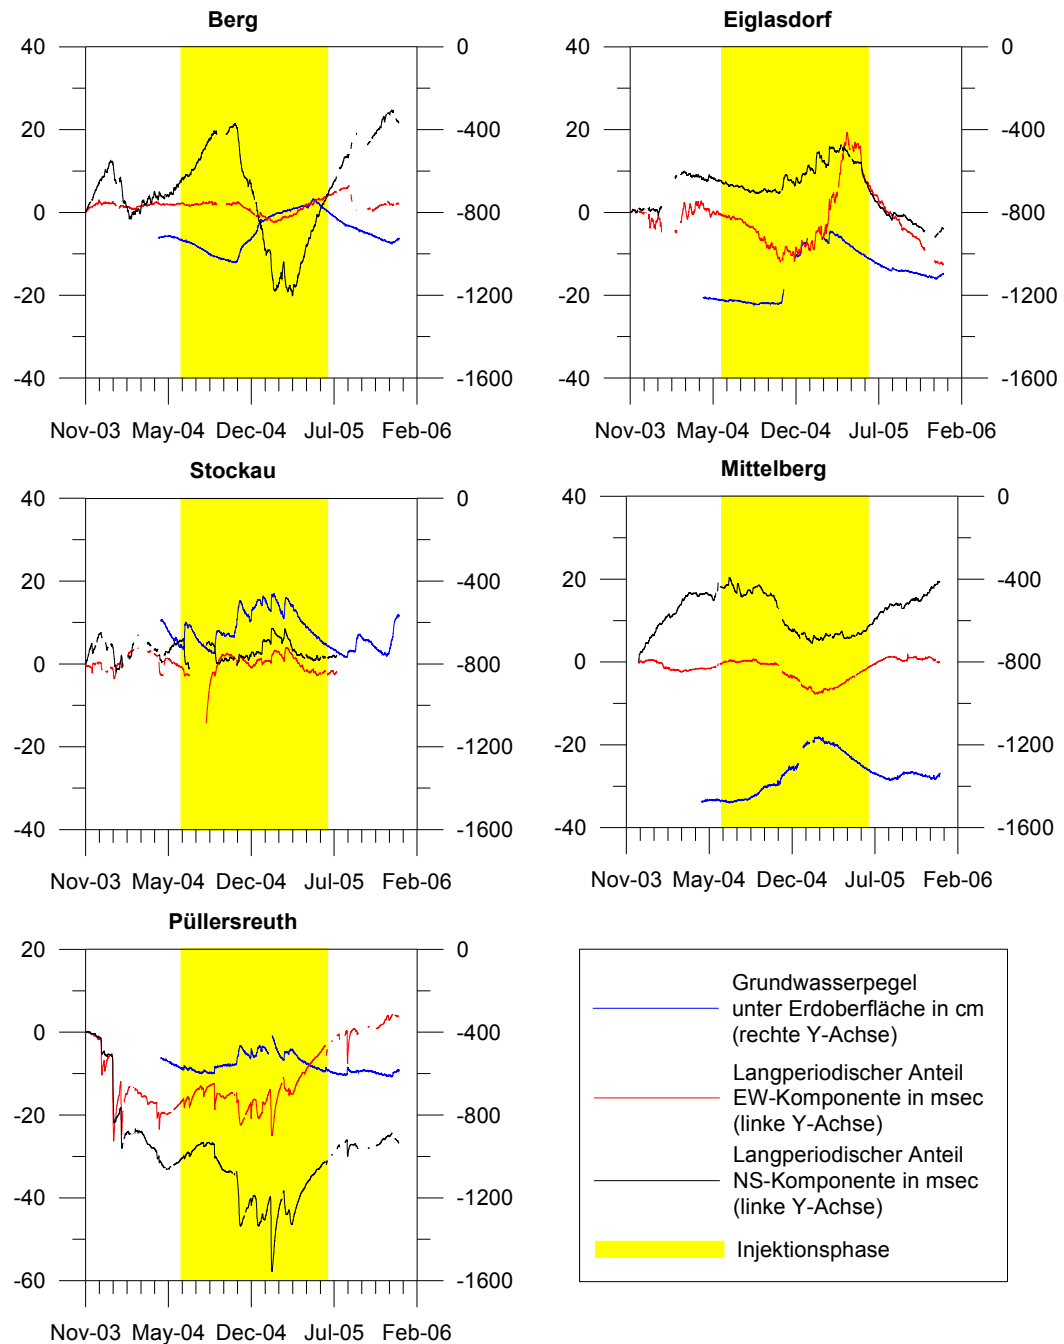 Berg
40
20
0
-20
-40
0
-400
-800
-1200
-1600
Nov-03 May-04 Dec-04 Jul-05 Feb-06
Eiglasdorf
40
20
0
-20
-40
0
-400
-800
-1200
-1600
Nov-03 May-04 Dec-04 Jul-05 Feb-06
Stockau
40
20
0
-20
-40
0
-400
-800
-1200
-1600
Nov-03 May-04 Dec-04 Jul-05 Feb-06
Mittelberg
40
20
0
-20
-40
0
-400
-800
-1200
-1600
Nov-03 May-04 Dec-04 Jul-05 Feb-06
Püllersreuth
20
0
-20
-40
-60
0
-400
-800
-1200
-1600
Nov-03 May-04 Dec-04 Jul-05 Feb-06
Grundwasserpegel
unter Erdoberfläche in cm
(rechte Y-Achse)
Langperiodischer Anteil
EW-Komponente in msec
(linke Y-Achse)
Langperiodischer Anteil
NS-Komponente in msec
(linke Y-Achse)
Injektionsphase